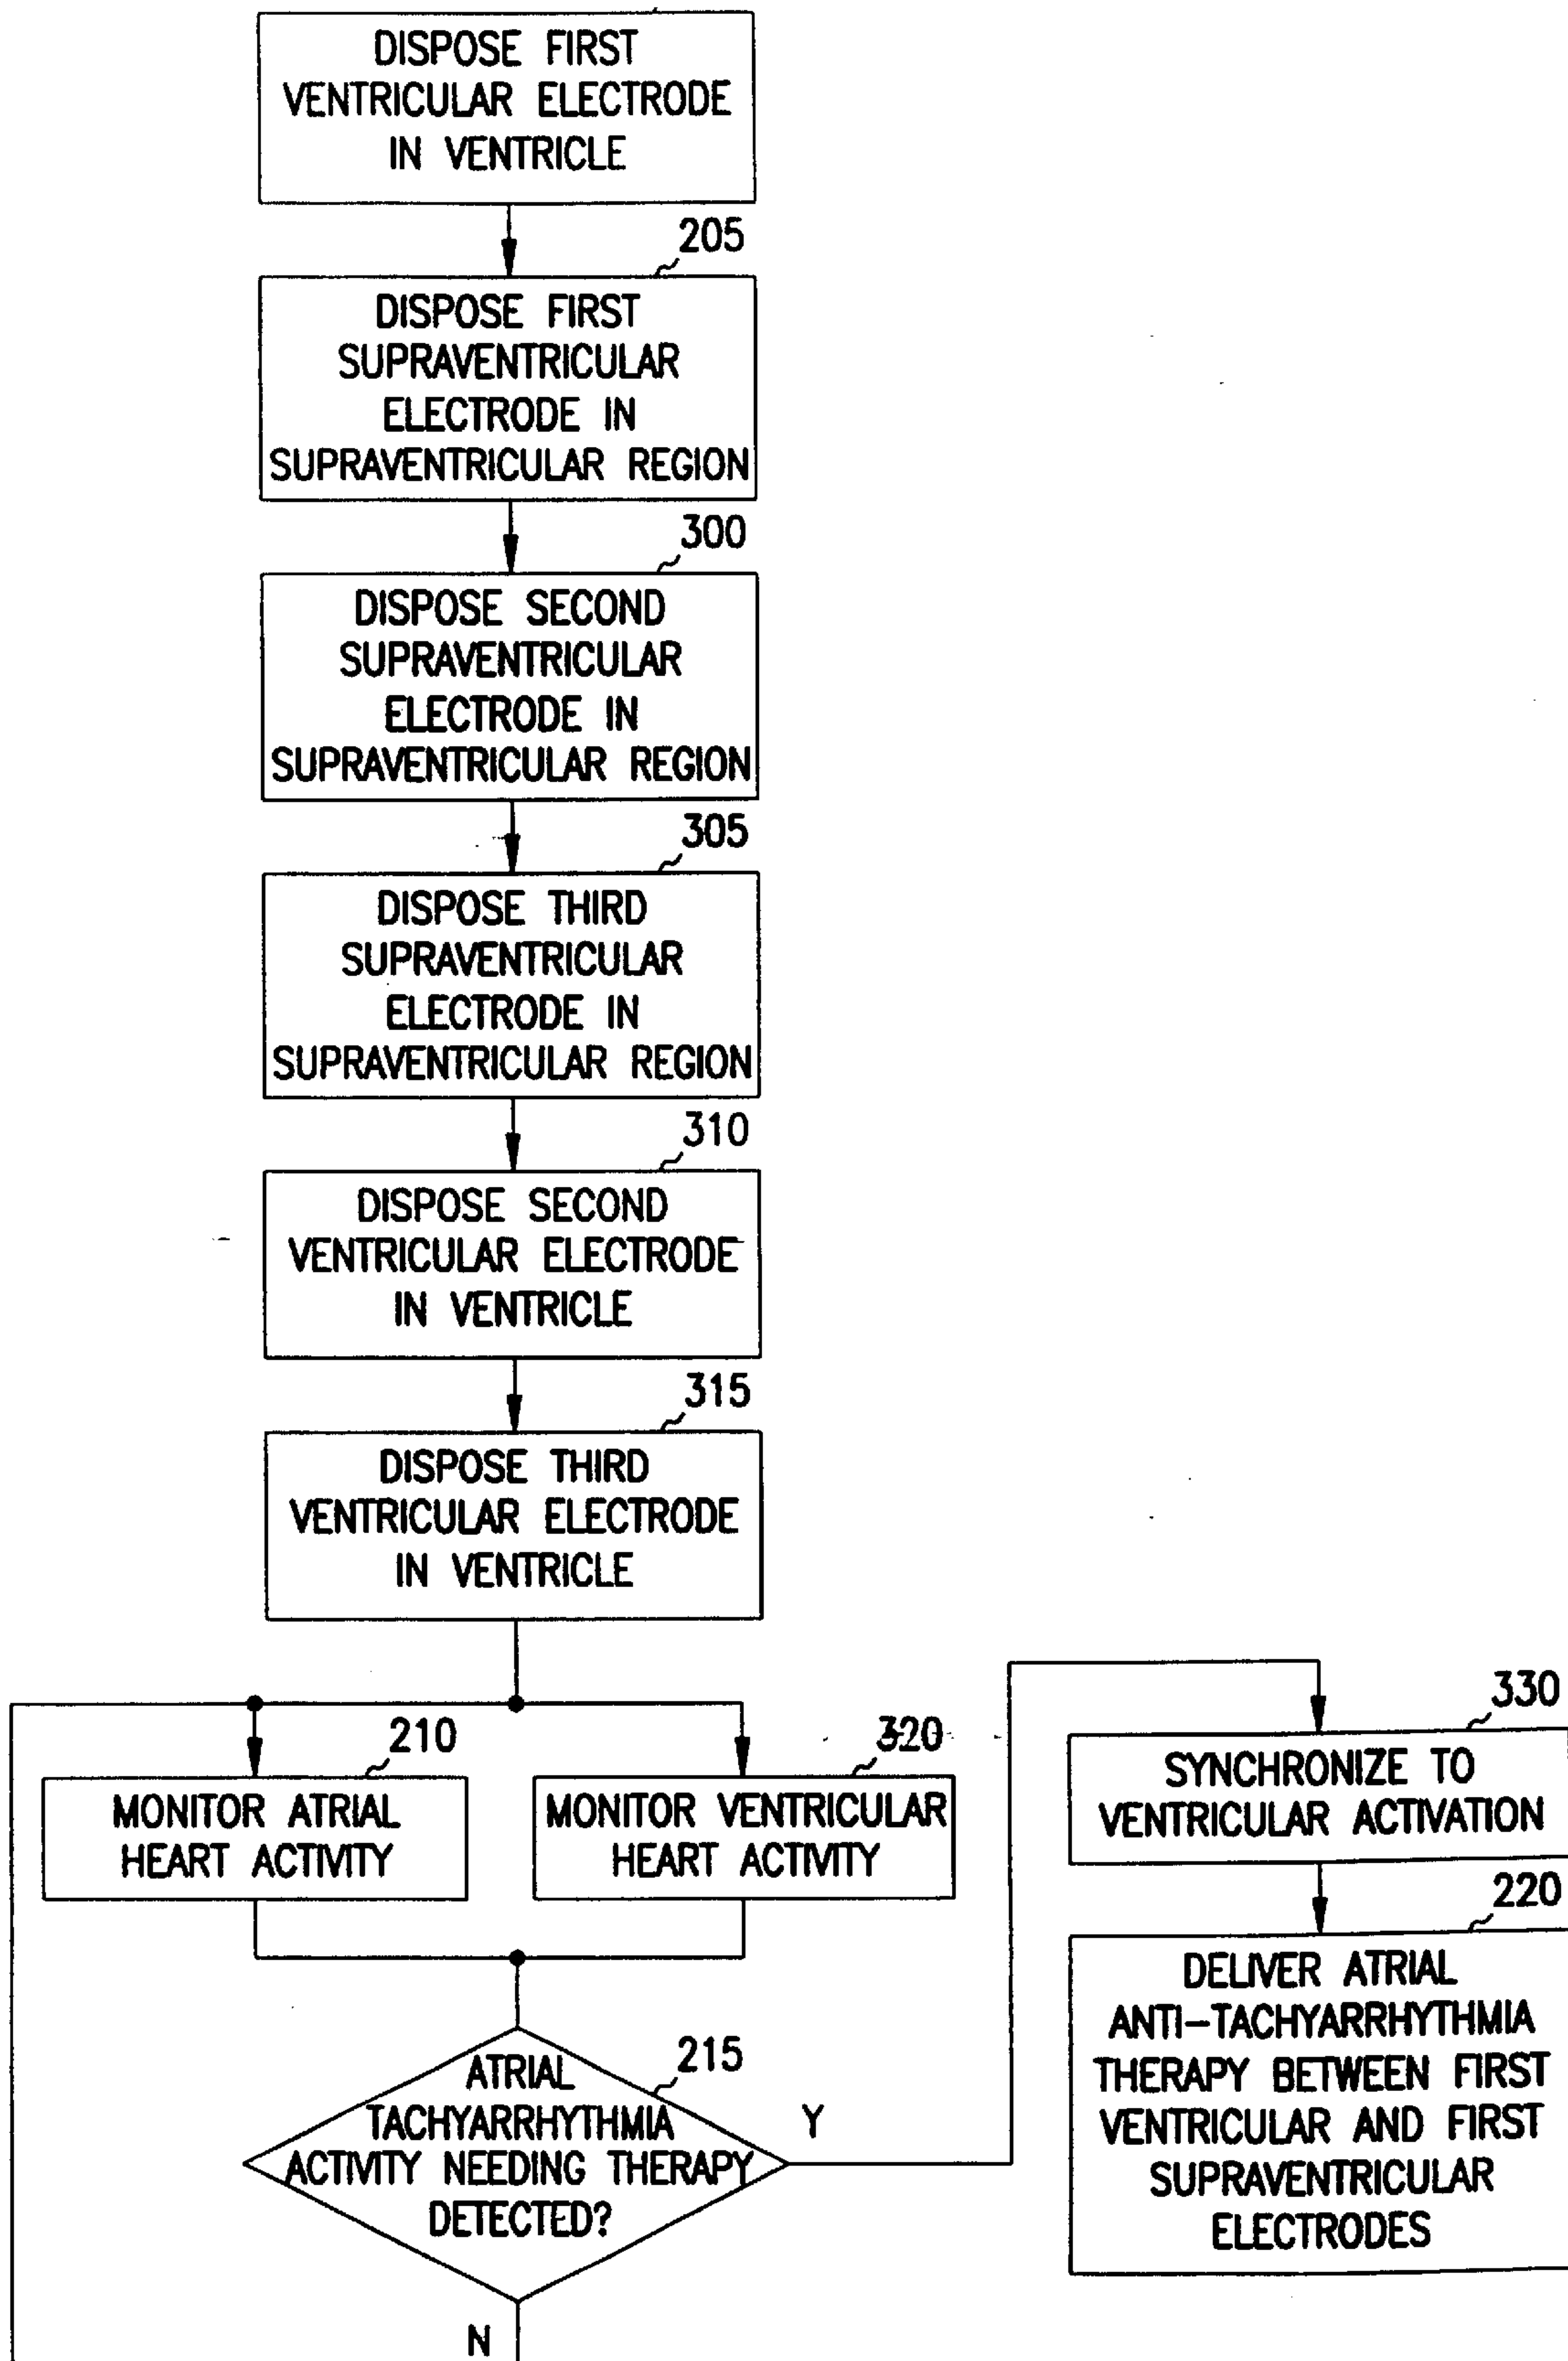 DISPOSE FIRST
VENTRICULAR ELECTRODE
IN VENTRICLE
205
DISPOSE FIRST
SUPRAVENTRICULAR
ELECTRODE IN
SUPRAVENTRICULAR REGION
300
DISPOSE SECOND
SUPRAVENTRICULAR
ELECTRODE IN
SUPRAVENTRICULAR REGION
305
DISPOSE THIRD
SUPRAVENTRICULAR
ELECTRODE IN
SUPRAVENTRICULAR REGION
310
DISPOSE SECOND
VENTRICULAR ELECTRODE
IN VENTRICLE
315
DISPOSE THIRD
VENTRICULAR ELECTRODE
IN VENTRICLE
210
MONITOR ATRIAL
HEART ACTIVITY
320
MONITOR VENTRICULAR
HEART ACTIVITY
215
ATRIAL
TACHYARRHYTHMIA
ACTIVITY NEEDING THERAPY
DETECTED?
Y
N
330
SYNCHRONIZE TO
VENTRICULAR ACTIVATION
220
DELIVER ATRIAL
ANTI-TACHYARRHYTHMIA
THERAPY BETWEEN FIRST
VENTRICULAR AND FIRST
SUPRAVENTRICULAR
ELECTRODES